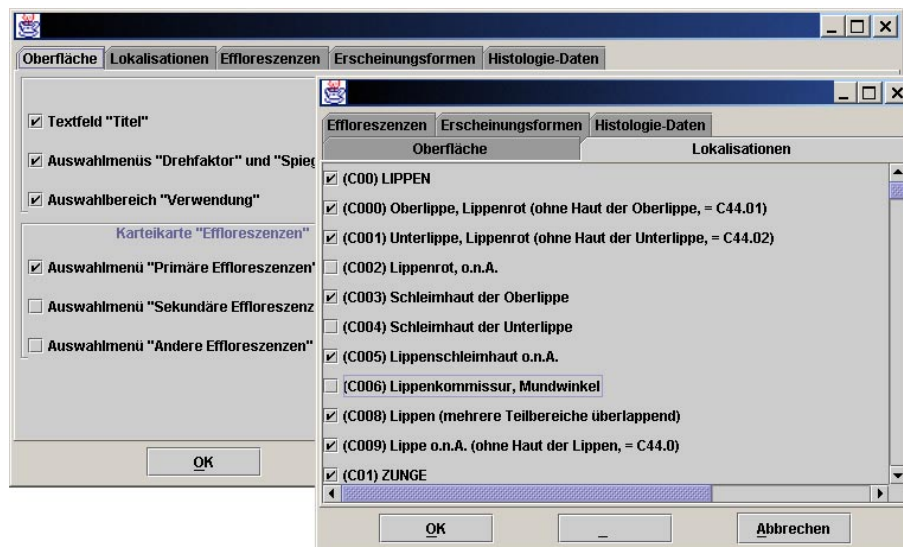 Oberfläche Lokalisationen Effloreszenzen Erscheinungsformen Histologie-Daten
Textfeld "Titel"
Auswahlmenüs "Drehfaktor" und
Auswahlbereich "Verwendung"
Karteikarte "Effloreszenzen"
Auswahlmenü "Primäre Effloreszenzen"
Auswahlmenü "Sekundäre
Auswahlmenü "Andere Effloreszenzen"
OK
Effloreszenzen Erscheinungsformen Histologie-Daten
Oberfläche Lokalisationen
(C00) LIPPEN
(C000) Oberlippe, Lippenrot (ohne Haut der Oberlippe, = C44.01)
(C001) Unterlippe, Lippenrot (ohne Haut der Unterlippe, = C44.02)
(C002) Lippenrot, o.n.A.
(C003) Schleimhaut der Oberlippe
(C004) Schleimhaut der Unterlippe
(C005) Lippenschleimhaut o.n.A.
(C006) Lippenkommissur, Mundwinkel
(C008) Lippen (mehrere Teilbereiche überlappend)
(C009) Lippe o.n.A. (ohne Haut der Lippen, = C44.0)
(C01) ZUNGE
OK _ Abbrechen